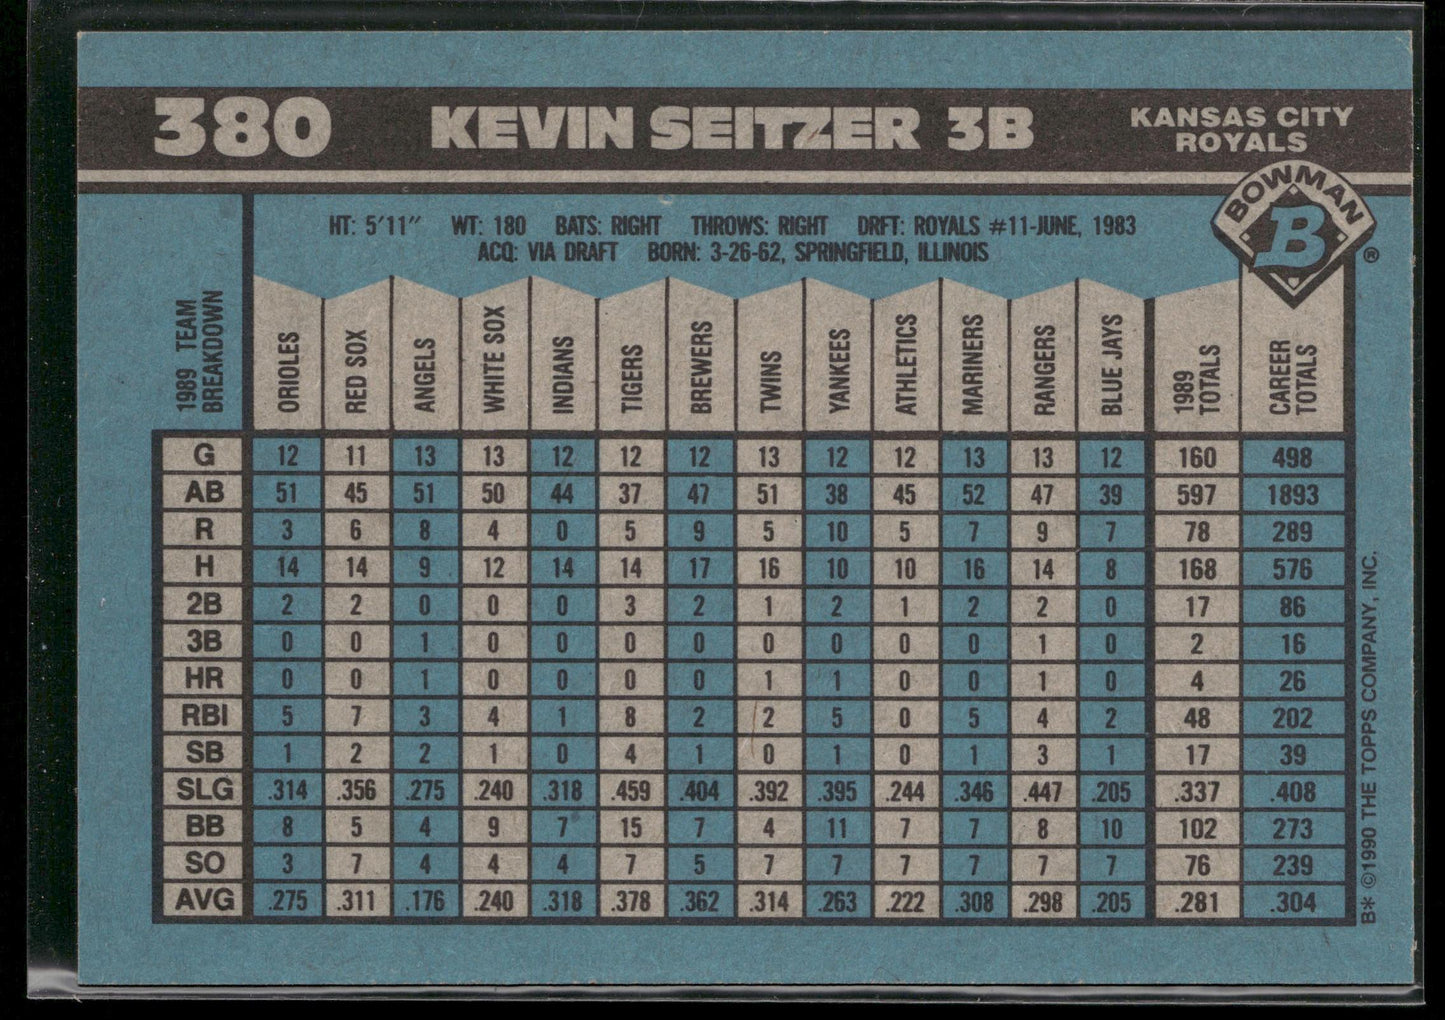 380 KEVIN SEITZER 3B KANSAS CITY
ROYALS
BOWMAN
B
®
HT: 5'11" WT: 180 BATS: RIGHT THROWS: RIGHT DRFT: ROYALS #11-JUNE, 1983
ACQ: VIA DRAFT BORN: 3-26-62, SPRINGFIELD, ILLINOIS
1989 TEAM
BREAKDOWN
ORIOLES
RED SOX
ANGELS
WHITE SOX
INDIANS
TIGERS
BREWERS
TWINS
YANKEES
ATHLETICS
MARINERS
RANGERS
BLUE JAYS
1989
TOTALS
CAREER
TOTALS
G 12 11 13 13 12 12 12 13 12 12 13 13 12 160 498
AB 51 45 51 50 44 37 47 51 38 45 52 47 39 597 1893
R 3 6 8 4 0 5 9 5 10 5 7 9 7 78 289
H 14 14 9 12 14 14 17 16 10 10 16 14 8 168 576
2B 2 2 0 0 0 3 2 1 2 1 2 2 0 17 86
3B 0 0 1 0 0 0 0 0 0 0 0 1 0 2 16
HR 0 0 1 0 0 0 0 1 1 0 0 1 0 4 26
RBI 5 7 3 4 1 8 2 2 5 0 5 4 2 48 202
SB 1 2 2 1 0 4 1 0 1 0 1 3 1 17 39
SLG .314 .356 .275 .240 .318 .459 .404 .392 .395 .244 .346 .447 .205 .337 .408
BB 8 5 4 9 7 15 7 4 11 7 7 8 10 102 273
SO 3 7 4 4 4 7 5 7 7 7 7 7 7 76 239
AVG .275 .311 .176 .240 .318 .378 .362 .314 .263 .222 .308 .298 .205 .281 .304
B* ©1990 THE TOPPS COMPANY, INC.